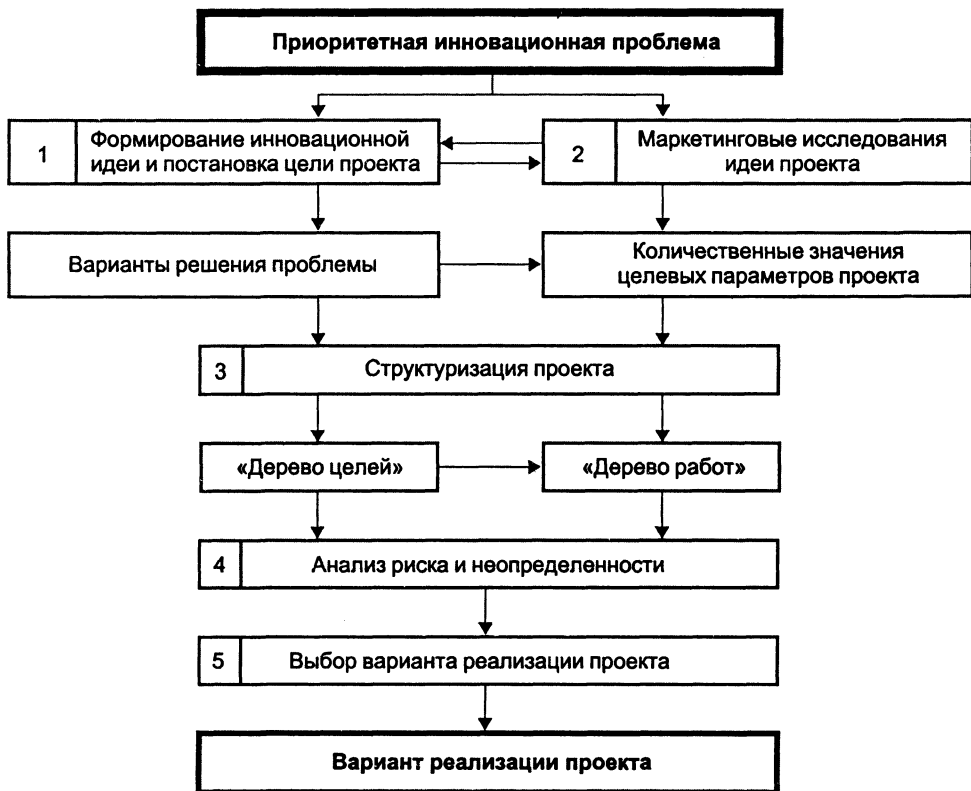 Приоритетная инновационная проблема
1
Формирование инновационной
идеи и постановка цели проекта
2
Маркетинговые исследования
идеи проекта
Варианты решения проблемы
Количественные значения
целевых параметров проекта
3
Структуризация проекта
«Дерево целей»
«Дерево работ»
4
Анализ риска и неопределенности
5
Выбор варианта реализации проекта
Вариант реализации проекта